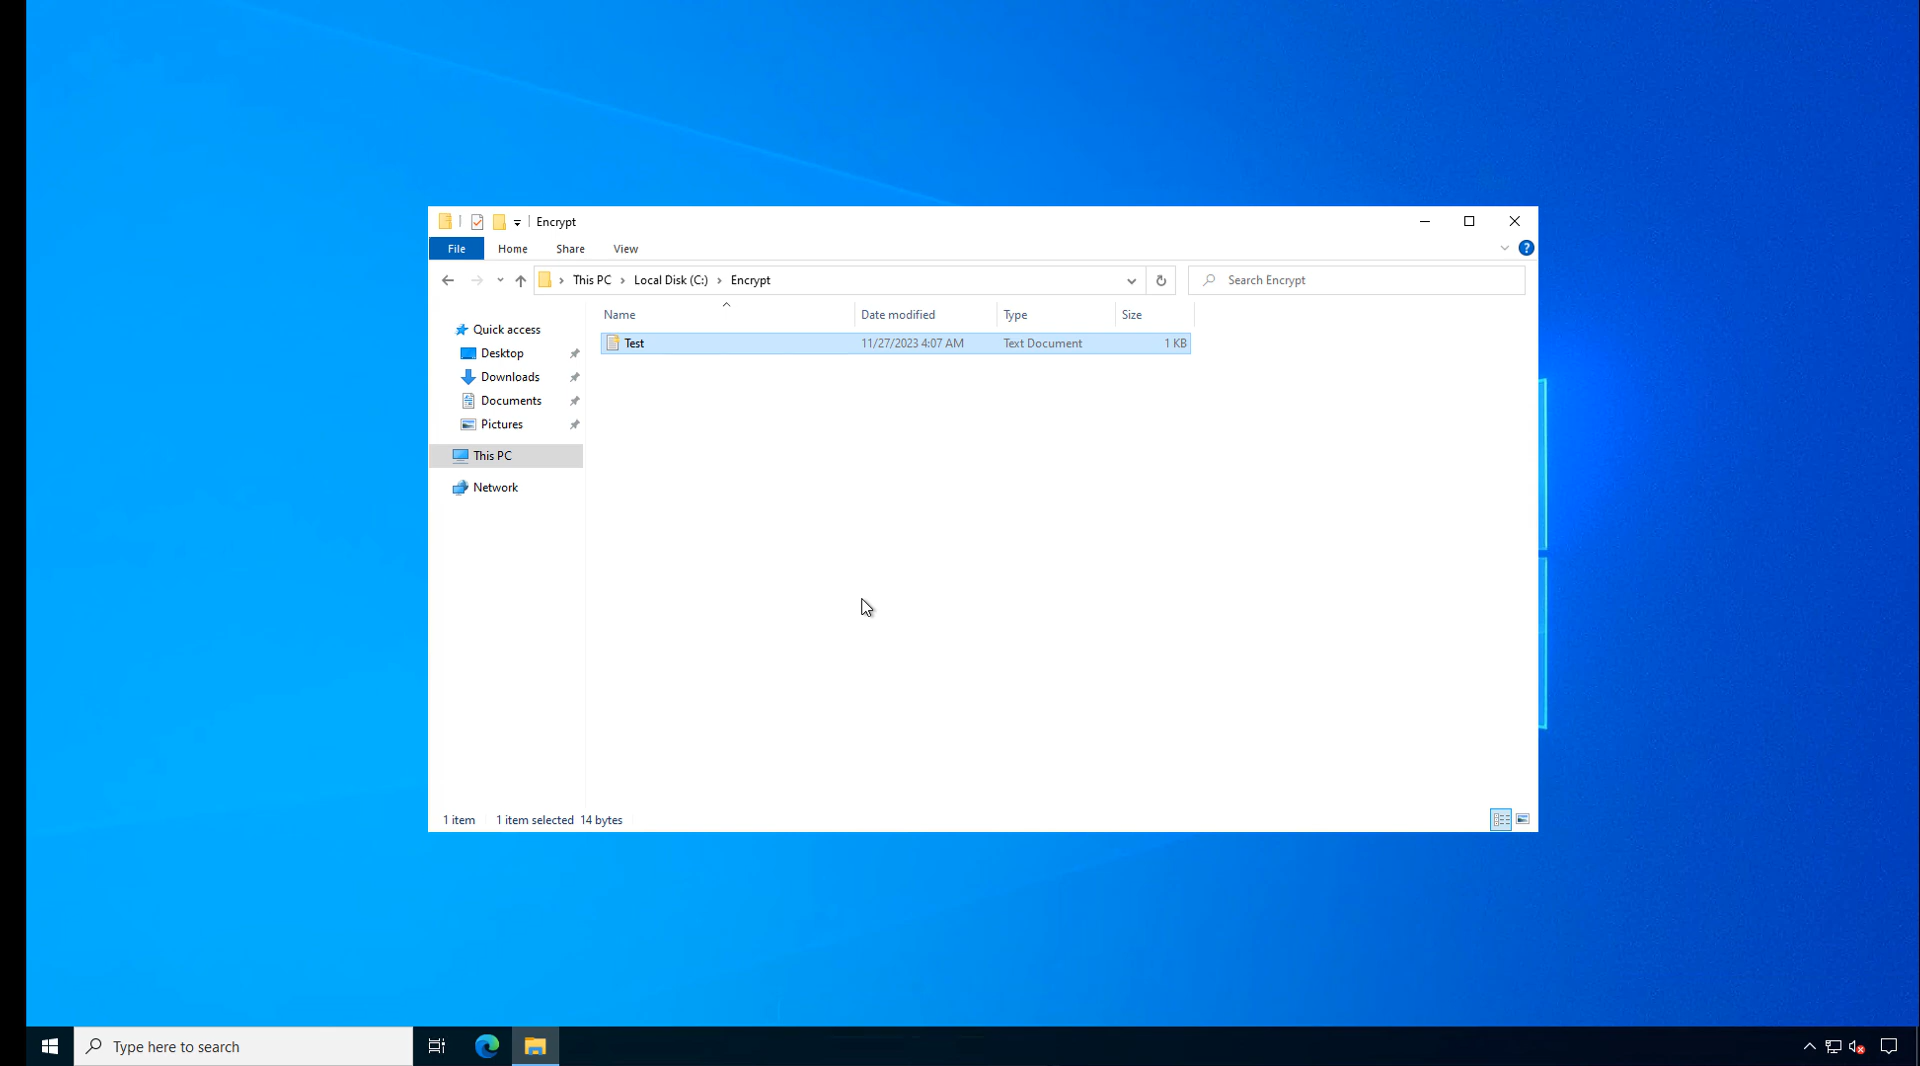 Encrypt
File Home Share View
This PC Local Disk (C:) Encrypt
Search Encrypt
Name Date modified Type Size
Test 11/27/2023 4:07 AM Text Document 1 KB
Quick access
Desktop
Downloads
Documents
Pictures
This PC
Network
1 item 1 item selected 14 bytes
Type here to search